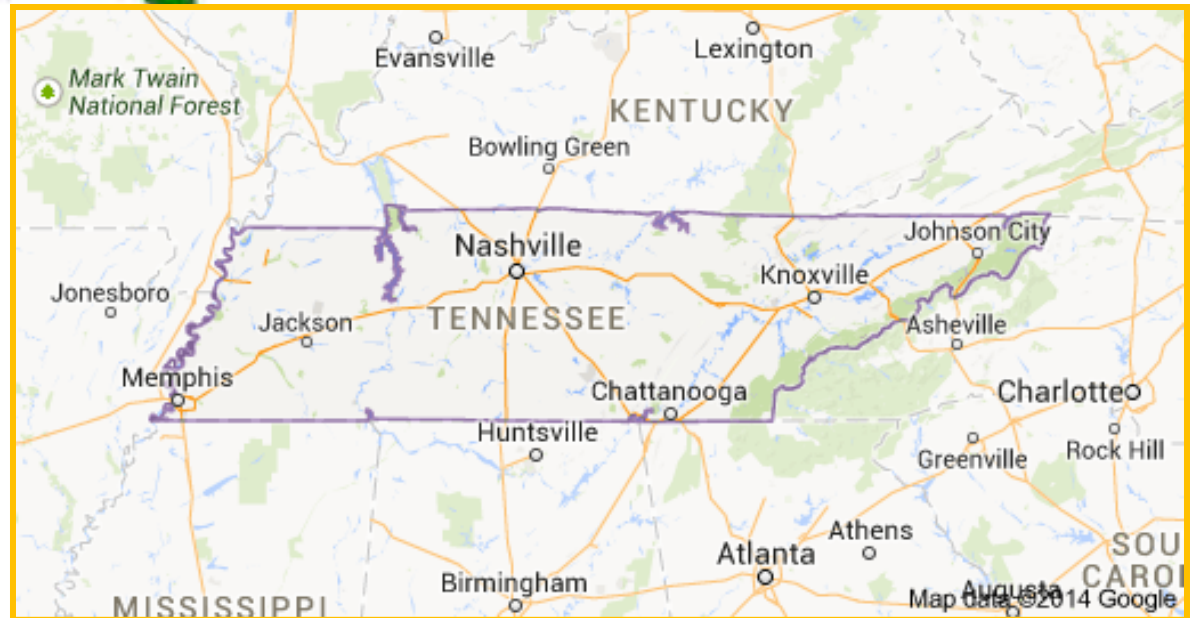 Evansville
Lexington
Mark Twain
National Forest
KENTUCKY
Bowling Green
Johnson City
Nashville
Knoxville
Jonesboro
Jackson
TENNESSEE
Asheville
Memphis
Chattanooga
Charlotte
Huntsville
Rock Hill
Greenville
Athens
Atlanta
SOU
CAROI
Birmingham
Augusta
Map data ©2014 Google
MISSISSIPPI